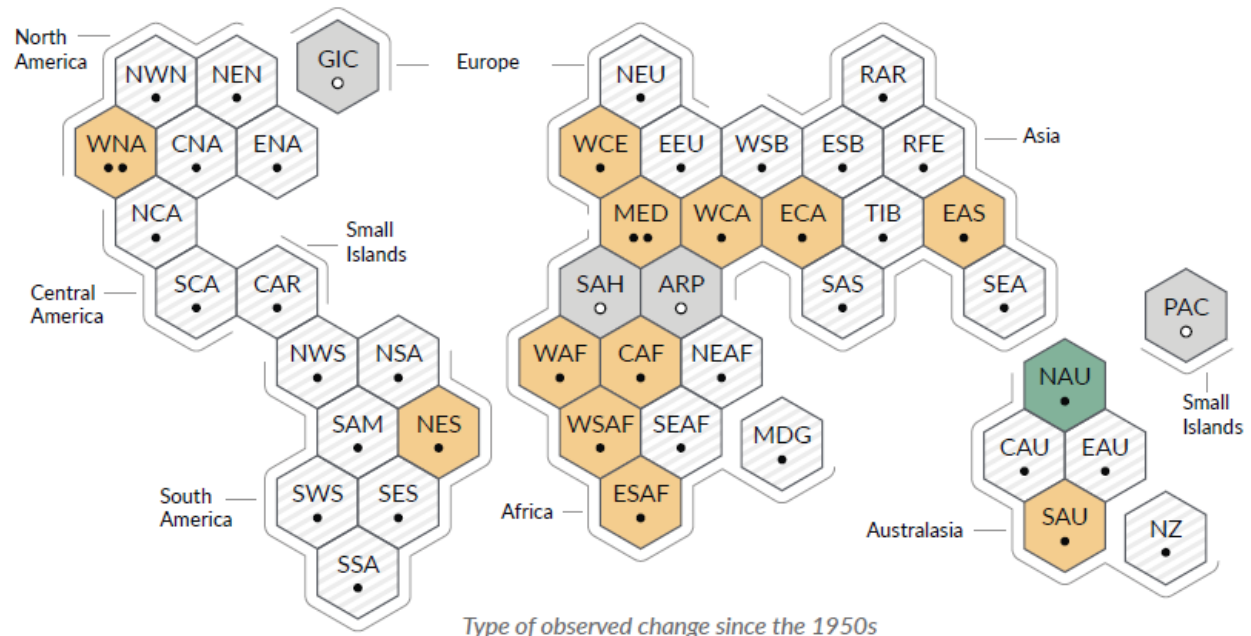 North
America
NWN
NEN
GIC
Europe
NEU
RAR
WNA
CNA
ENA
WCE
EEU
WSB
ESB
RFE
Asia
NCA
MED
WCA
ECA
TIB
EAS
Small
Islands
Central
America
SCA
CAR
SAH
ARP
SAS
SEA
PAC
NWS
NSA
WAF
CAF
NEAF
NAU
Small
Islands
SAM
NES
WSAF
SEAF
MDG
CAU
EAU
South
America
SWS
SES
Africa
ESAF
Australasia
SAU
NZ
SSA
Type of observed change since the 1950s